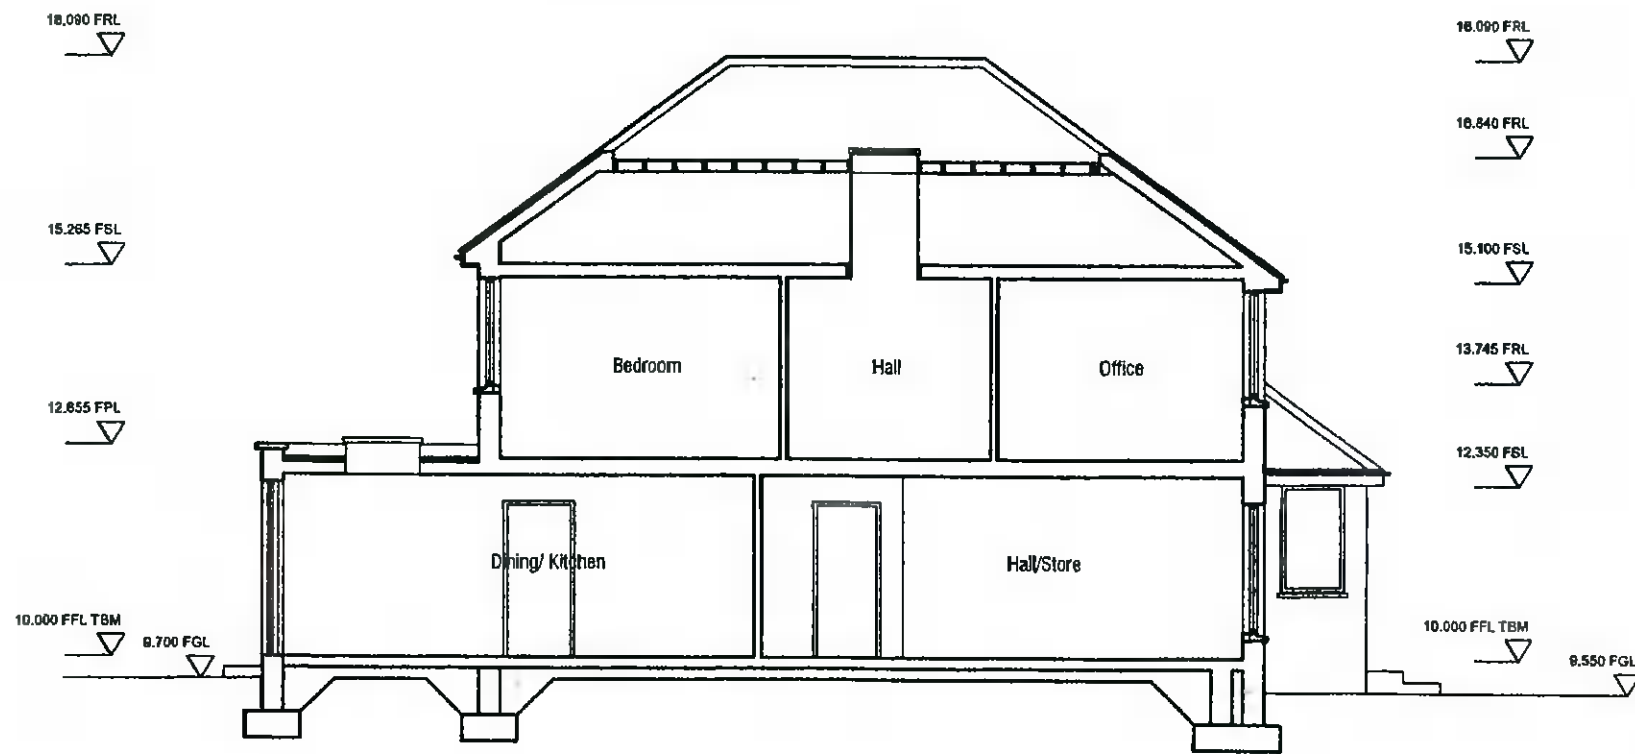 18.090 FRL
18.090 FRL
16.840 FRL
15.265 FSL
15.100 FSL
Bedroom
Hall
Office
13.745 FRL
12.855 FPL
12.350 FSL
Dining/ Kitchen
Hall/Store
10.000 FFL TBM
10.000 FFL TBM
9.700 FGL
9.550 FGL